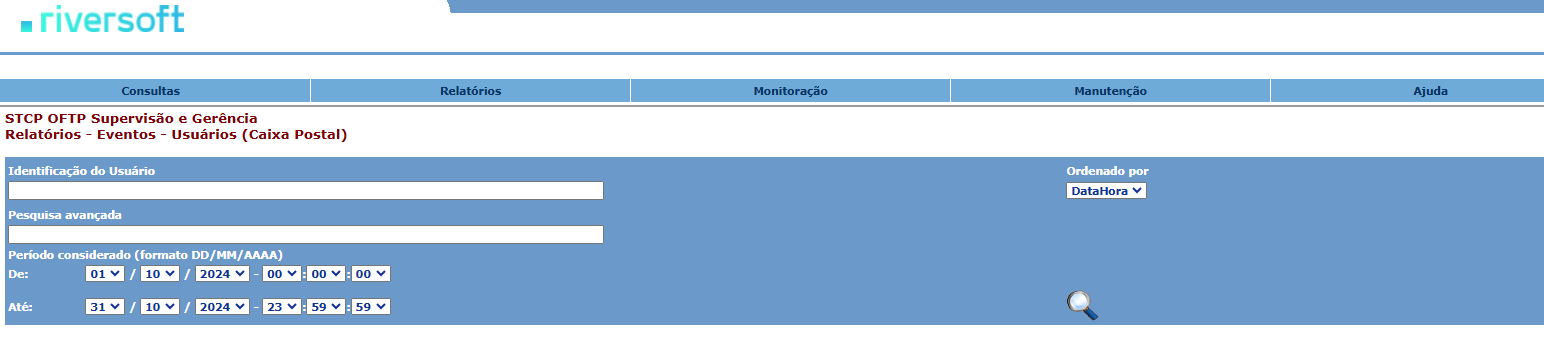 riversoft
Consultas Relatórios Monitoração Manutenção Ajuda
STCP OFTP Supervisão e Gerência
Relatórios - Eventos - Usuários (Caixa Postal)
Identificação do Usuário Ordenado por
DataHora
Pesquisa avançada
Período considerado (formato DD/MM/AAAA)
De: 01 / 10 / 2024 - 00:00:00
Até: 31 / 10 / 2024 - 23:59:59